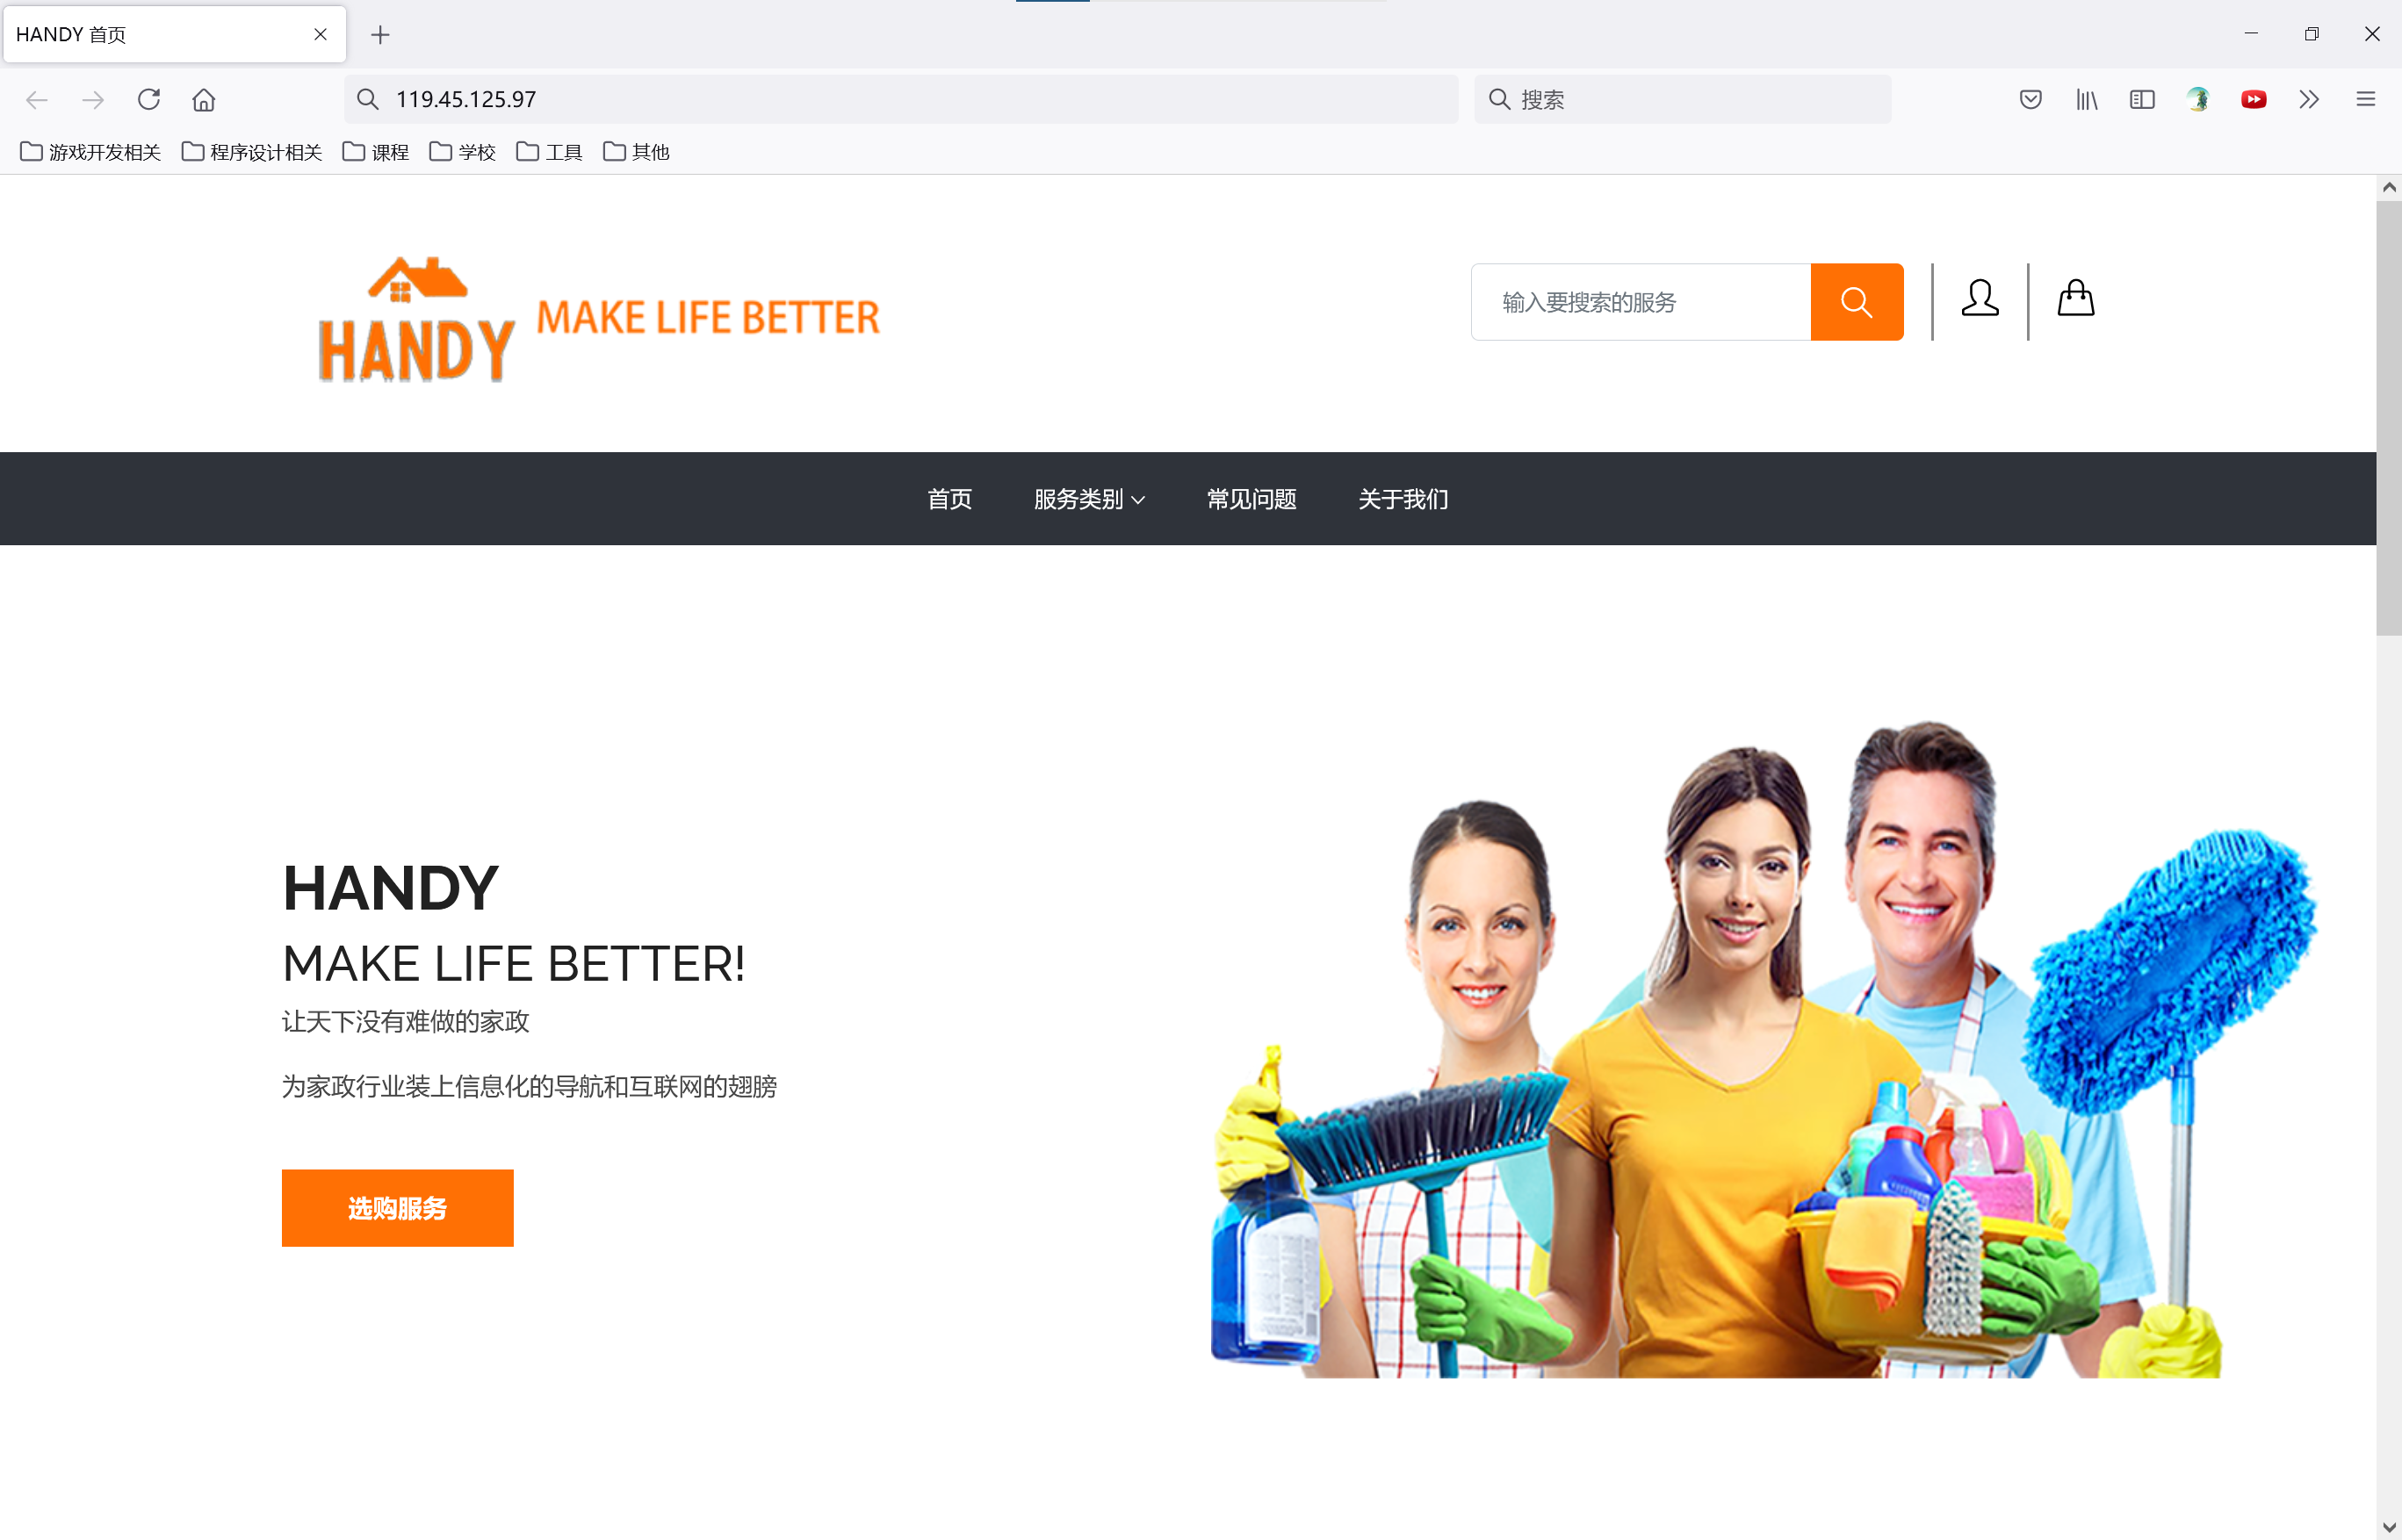 HANDY 首页
119.45.125.97
搜索
游戏开发相关
程序设计相关
课程
学校
工具
其他
HANDY
MAKE LIFE BETTER
输入要搜索的服务
首页
服务类别
常见问题
关于我们
HANDY
MAKE LIFE BETTER!
让天下没有难做的家政
为家政行业装上信息化的导航和互联网的翅膀
选购服务